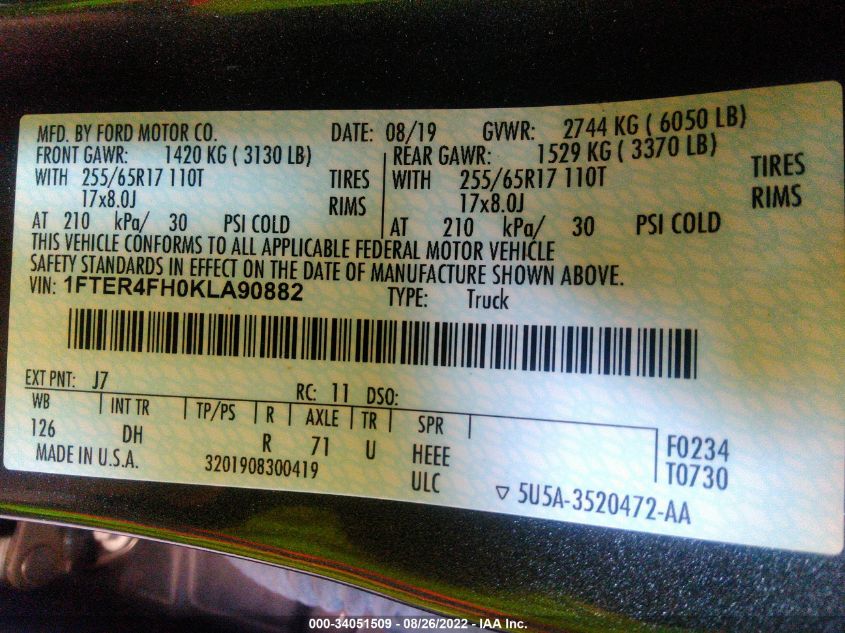 MFD. BY FORD MOTOR CO. DATE: 08/19 GVWR: 2744 KG ( 6050 LB)
FRONT GAWR: 1420 KG ( 3130 LB) REAR GAWR: 1529 KG ( 3370 LB)
WITH 255/65R17 110T TIRES WITH 255/65R17 110T TIRES
17x8.0J RIMS 17x8.0J RIMS
AT 210 kPa/ 30 PSI COLD AT 210 kPa/ 30 PSI COLD
THIS VEHICLE CONFORMS TO ALL APPLICABLE FEDERAL MOTOR VEHICLE
SAFETY STANDARDS IN EFFECT ON THE DATE OF MANUFACTURE SHOWN ABOVE.
VIN: 1FTER4FH0KLA90882 TYPE: Truck
EXT PNT: J7 RC: 11 DSO:
WB INT TR TP/PS R AXLE TR SPR
126 DH R 71 U HEEE F0234
MADE IN U.S.A. 3201908300419 ULC T0730
▽ 5U5A-3520472-AA
000-34051509 - 08/26/2022 - IAA Inc.